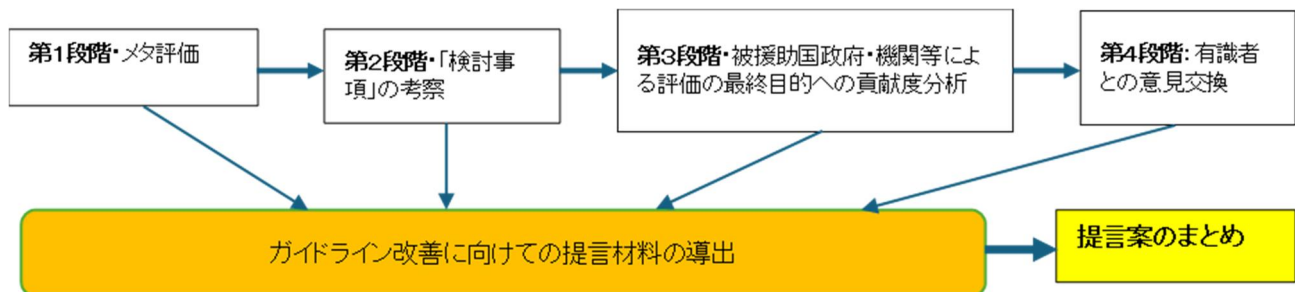 第1段階・メタ評価
第2段階・「検討事
項」の考察
第3段階・被援助国政府・機関等によ
る評価の最終目的への貢献度分析
第4段階: 有識者
との意見交換
ガイドライン改善に向けての提言材料の導出
提言案のまとめ